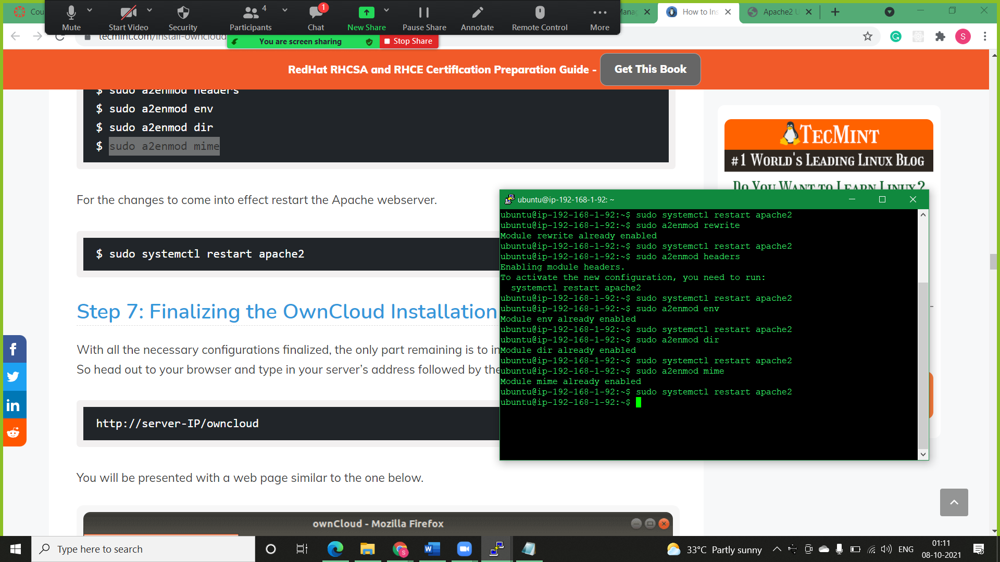 Cou
Mute
Start Video
Security
4
Participants
1
Chat
New Share
Pause Share
Annotate
Remote Control
More
How to Ins
Apache2 U
tecmint.com/install-owncloud
You are screen sharing
Stop Share
S
RedHat RHCSA and RHCE Certification Preparation Guide -
Get This Book
$ sudo a2enmod headers
$ sudo a2enmod env
$ sudo a2enmod dir
$ sudo a2enmod mime
For the changes to come into effect restart the Apache webserver.
$ sudo systemctl restart apache2
Step 7: Finalizing the OwnCloud Installation
With all the necessary configurations finalized, the only part remaining is to in
So head out to your browser and type in your server's address followed by the
http://server-IP/owncloud
You will be presented with a web page similar to the one below.
ownCloud - Mozilla Firefox
TECMINT
#1 WORLD'S LEADING LINUX BLOG
DO YOU WANT TO LEARN LINUX?
ubuntu@ip-192-168-1-92: ~
ubuntu@ip-192-168-1-92:~$ sudo systemctl restart apache2
ubuntu@ip-192-168-1-92:~$ sudo a2enmod rewrite
Module rewrite already enabled
ubuntu@ip-192-168-1-92:~$ sudo systemctl restart apache2
ubuntu@ip-192-168-1-92:~$ sudo a2enmod headers
Enabling module headers.
To activate the new configuration, you need to run:
  systemctl restart apache2
ubuntu@ip-192-168-1-92:~$ sudo systemctl restart apache2
ubuntu@ip-192-168-1-92:~$ sudo a2enmod env
Module env already enabled
ubuntu@ip-192-168-1-92:~$ sudo systemctl restart apache2
ubuntu@ip-192-168-1-92:~$ sudo a2enmod dir
Module dir already enabled
ubuntu@ip-192-168-1-92:~$ sudo systemctl restart apache2
ubuntu@ip-192-168-1-92:~$ sudo a2enmod mime
Module mime already enabled
ubuntu@ip-192-168-1-92:~$ sudo systemctl restart apache2
ubuntu@ip-192-168-1-92:~$
Type here to search
33°C Partly sunny
ENG
01:11
08-10-2021